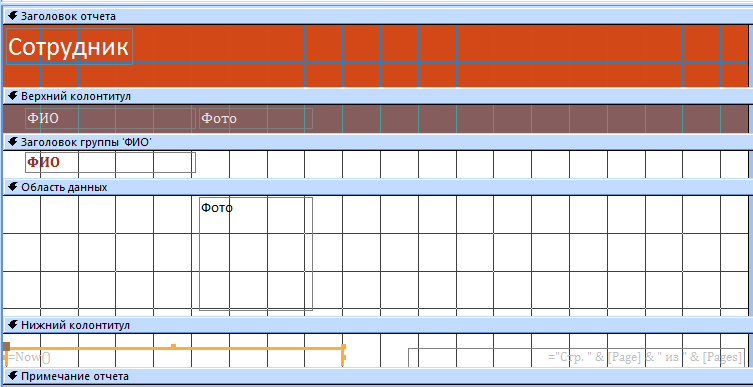 Заголовок отчета
Сотрудник
Верхний колонтитул
ФИО Фото
Заголовок группы 'ФИО'
ФИО
Область данных
Фото
Нижний колонтитул
=Now() ="Стр. " & [Page] & " из " & [Pages]
Примечание отчета